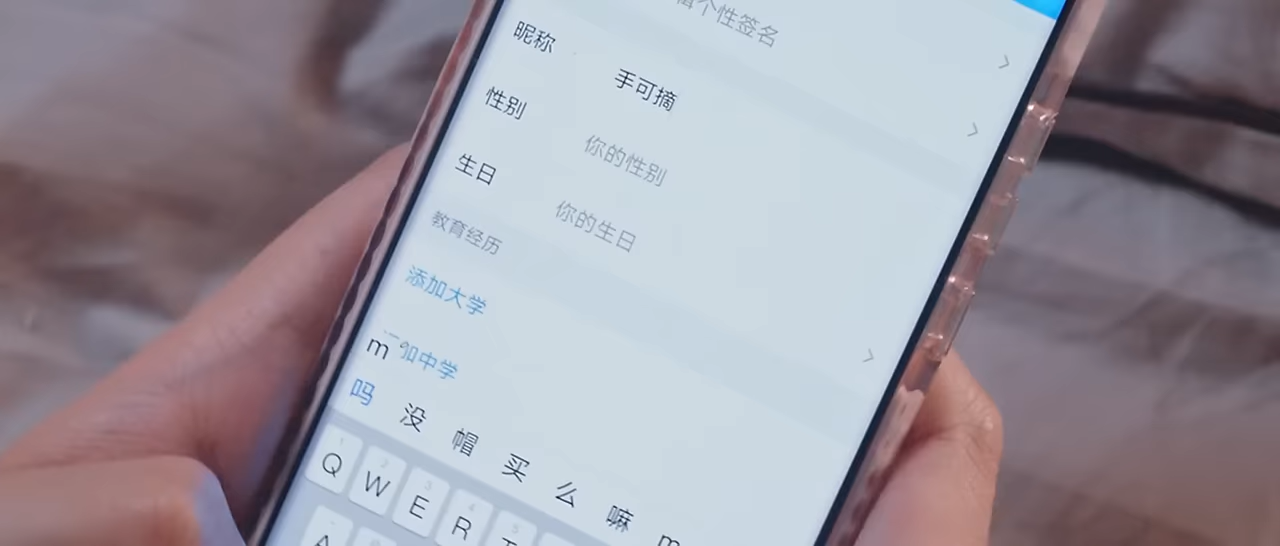 个性签名
昵称 手可摘
性别 你的性别
生日 你的生日
教育经历
添加大学
加中学
m
吗 没 帽 买 么 嘛 m
Q W E R T
A